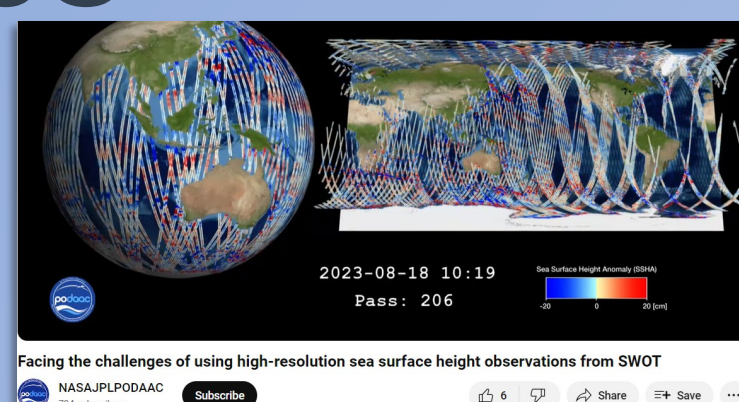 2023-08-18 10:19
Pass: 206
Sea Surface Height Anomaly (SSHA)
-20 0 20 [cm]
podaac
Facing the challenges of using high-resolution sea surface height observations from SWOT
NASAJPLPODAAC
Subscribe
6
Share
Save